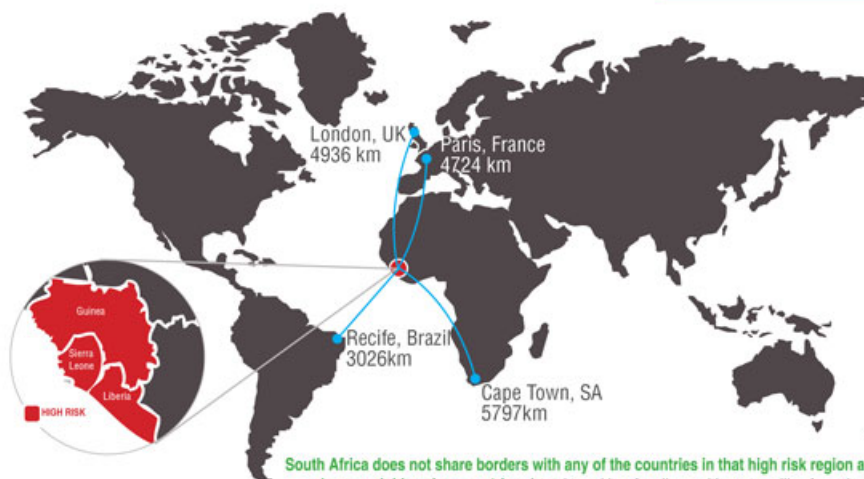 London, UK
4936 km
Paris, France
4724 km
Guinea
Sierra
Leone
Liberia
HIGH RISK
Recife, Brazil
3026km
Cape Town, SA
5797km
South Africa does not share borders with any of the countries in that high risk region a